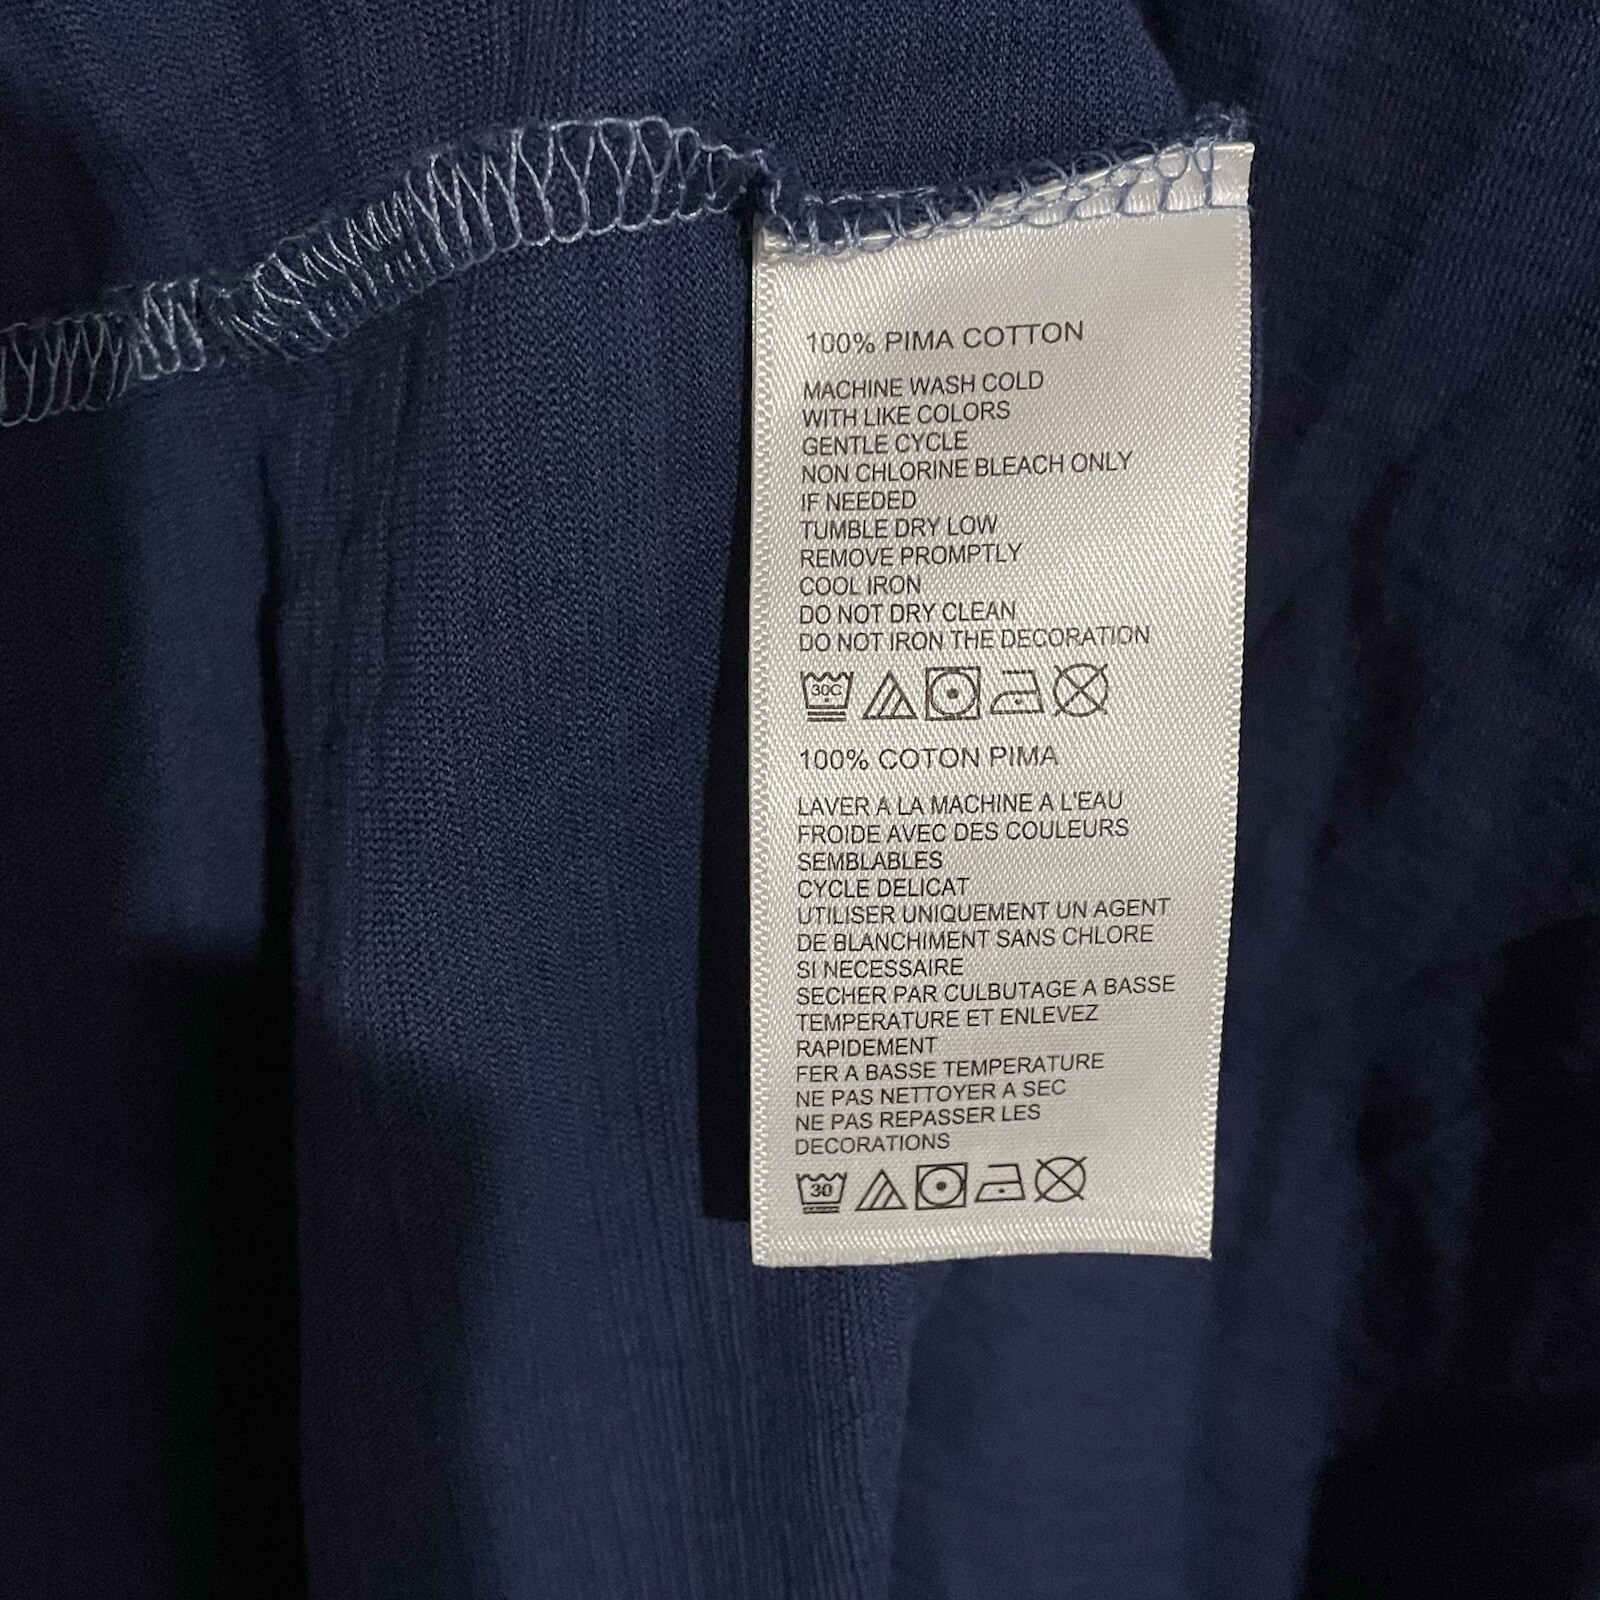 100% PIMA COTTON
MACHINE WASH COLD
WITH LIKE COLORS
GENTLE CYCLE
NON CHLORINE BLEACH ONLY
IF NEEDED
TUMBLE DRY LOW
REMOVE PROMPTLY
COOL IRON
DO NOT DRY CLEAN
DO NOT IRON THE DECORATION
30C
100% COTON PIMA
LAVER A LA MACHINE A L'EAU
FROIDE AVEC DES COULEURS
SEMBLABLES
CYCLE DELICAT
UTILISER UNIQUEMENT UN AGENT
DE BLANCHIMENT SANS CHLORE
SI NECESSAIRE
SECHER PAR CULBUTAGE A BASSE
TEMPERATURE ET ENLEVEZ
RAPIDEMENT
FER A BASSE TEMPERATURE
NE PAS NETTOYER A SEC
NE PAS REPASSER LES
DECORATIONS
30